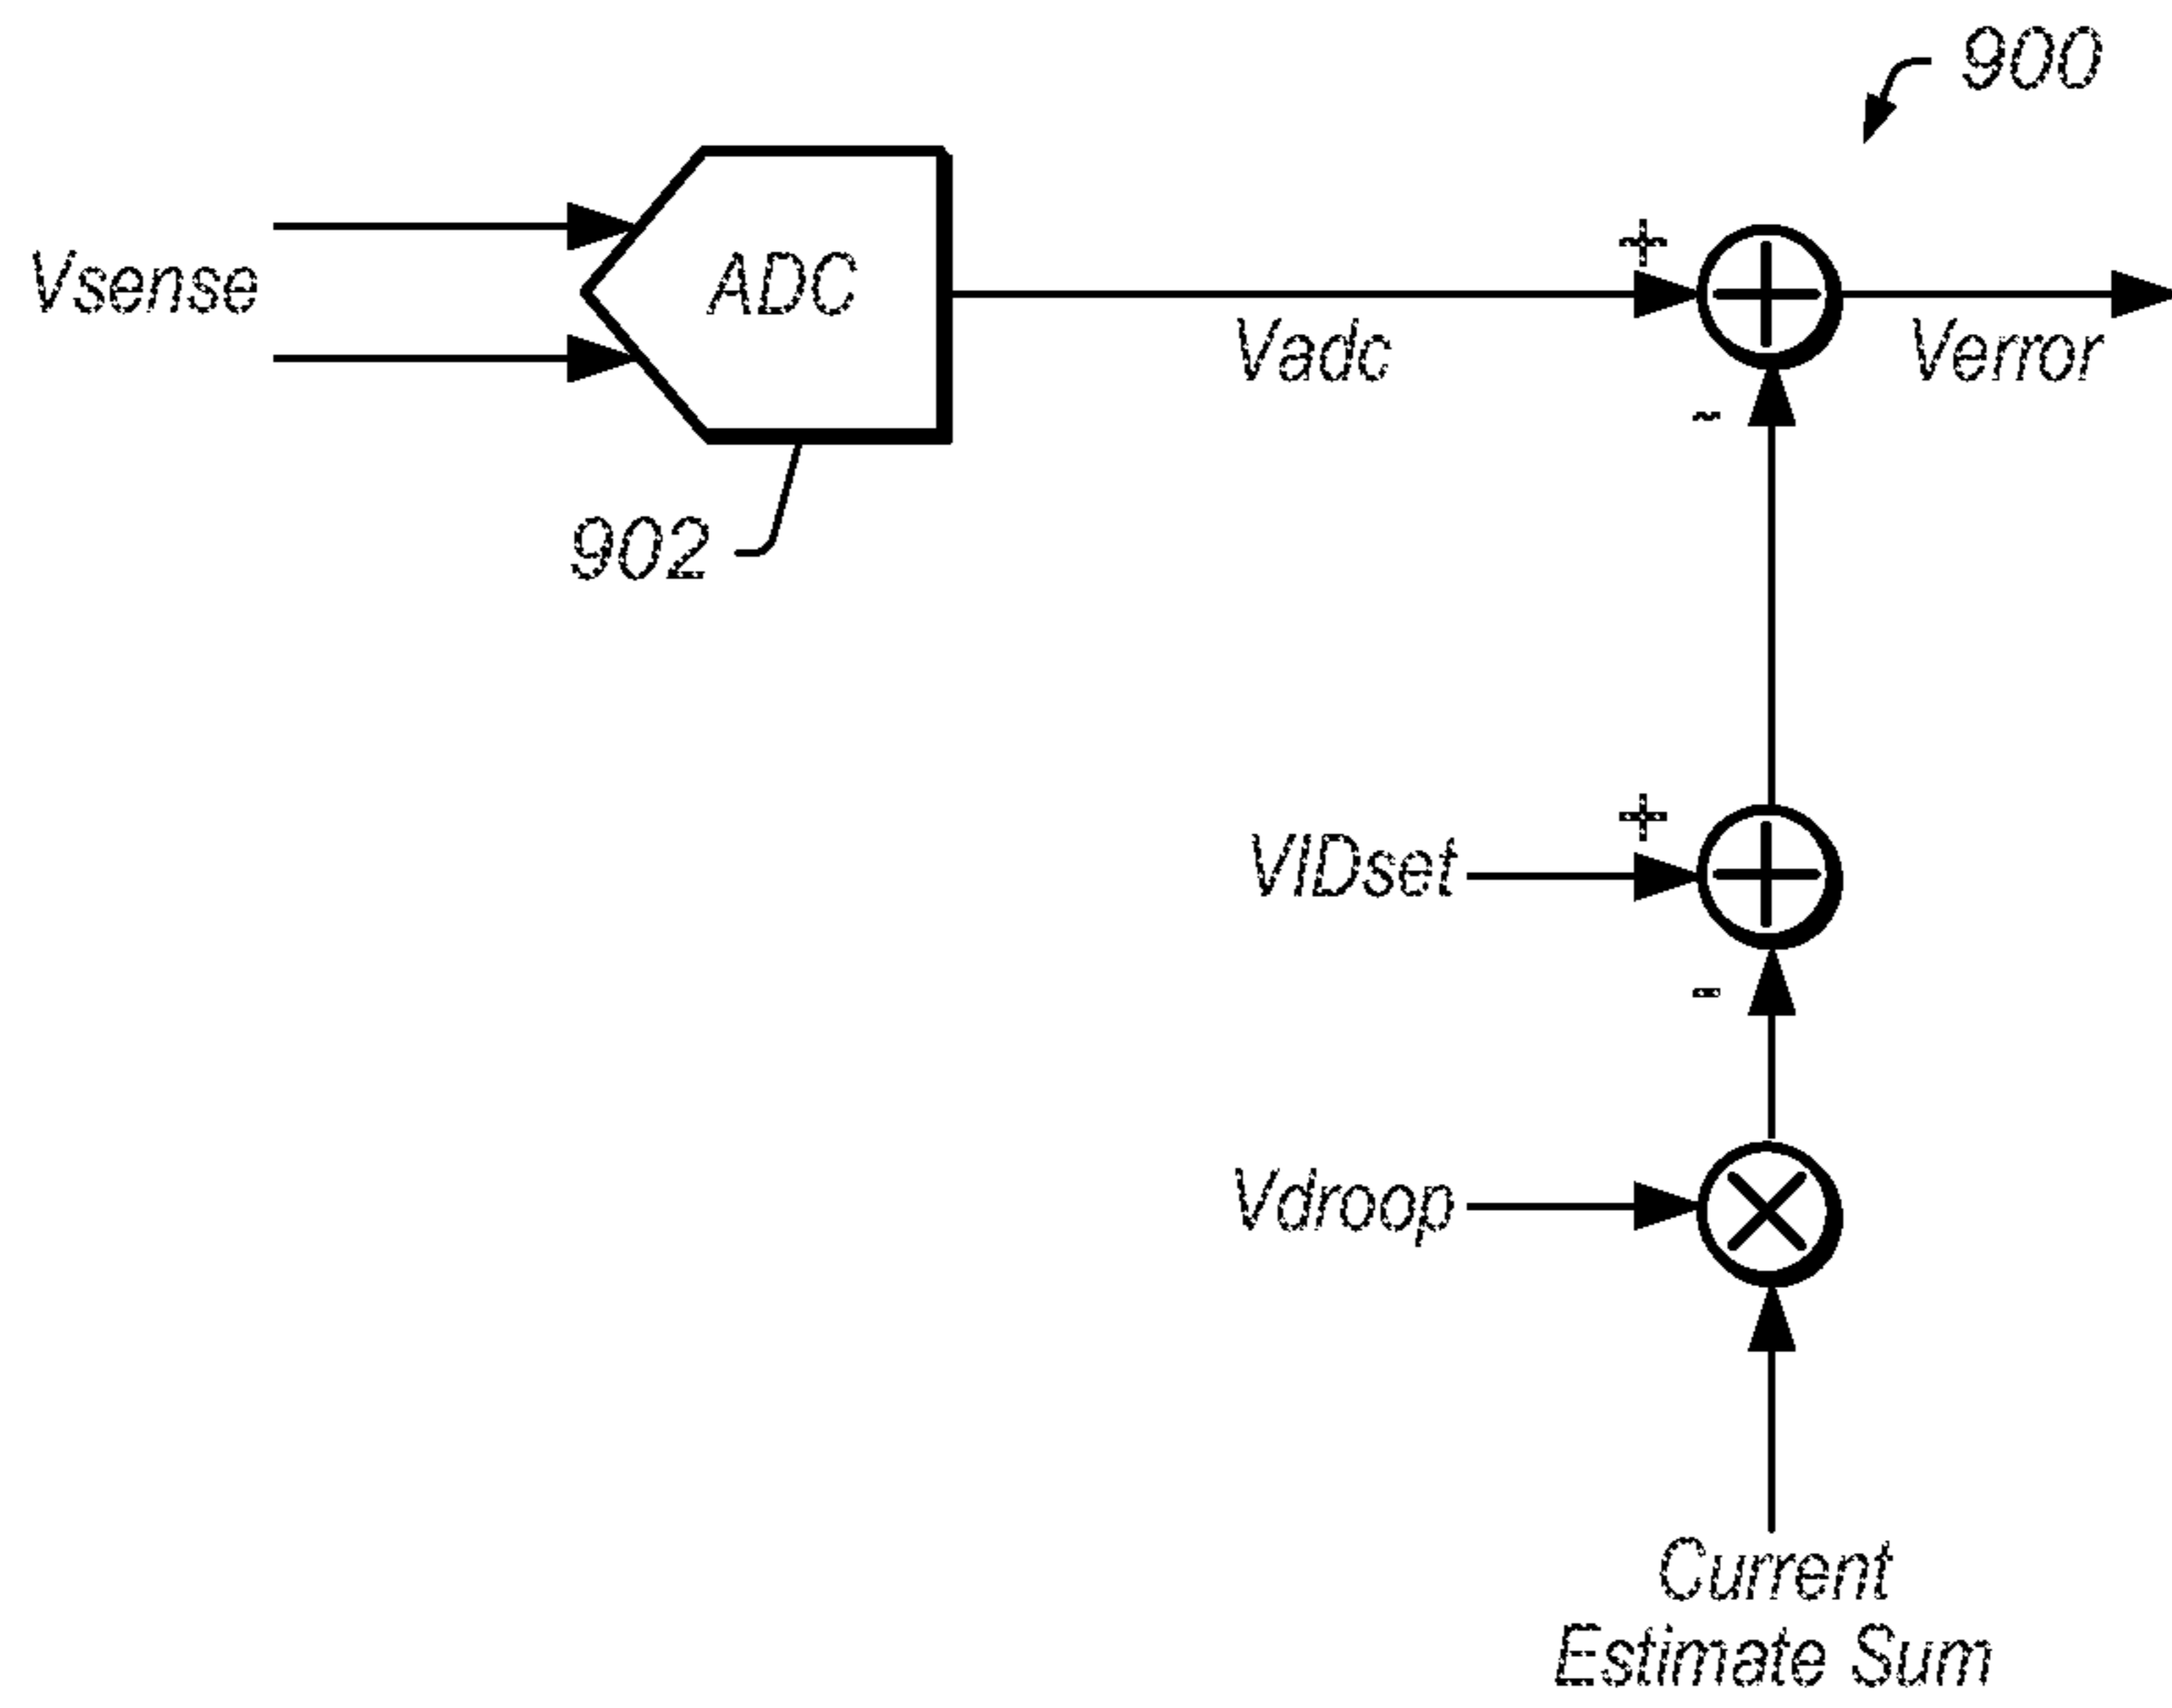 900
+
Vsense
ADC
Vadc
Verror
-
902
+
VIDset
-
Vdroop
Current
Estimate Sum